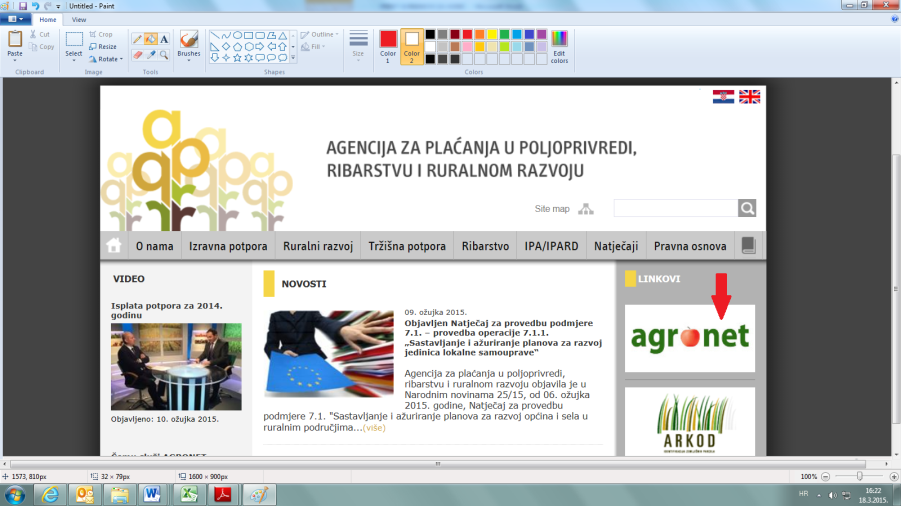 Untitled - Paint
Home View
Paste
Cut
Copy
Clipboard
Select
Crop
Resize
Rotate
Image
Tools
Brushes
Shapes
Outline
Fill
Size
Color 1
Color 2
Edit colors
Colors
AGENCIJA ZA PLAĆANJA U POLJOPRIVREDI,
RIBARSTVU I RURALNOM RAZVOJU
Site map
O nama Izravna potpora Ruralni razvoj Tržišna potpora Ribarstvo IPA/IPARD Natječaji Pravna osnova
VIDEO
Isplata potpora za 2014.
godinu
Objavljeno: 10. ožujka 2015.
Čemu služi AGRONET
NOVOSTI
09. ožujka 2015.
Objavljen Natječaj za provedbu podmjere
7.1. – provedba operacije 7.1.1.
„Sastavljanje i ažuriranje planova za razvoj
jedinica lokalne samouprave"
Agencija za plaćanja u poljoprivredi,
ribarstvu i ruralnom razvoju objavila je u
Narodnim novinama 25/15, od 06. ožujka
2015. godine, Natječaj za provedbu
podmjere 7.1. "Sastavljanje i ažuriranje planova za razvoj općina i sela u
ruralnim područjima...(više)
LINKOVI
agronet
ARKOD
1573, 810px
32 × 79px
1600 × 900px
100%
HR
16:22
18.3.2015.